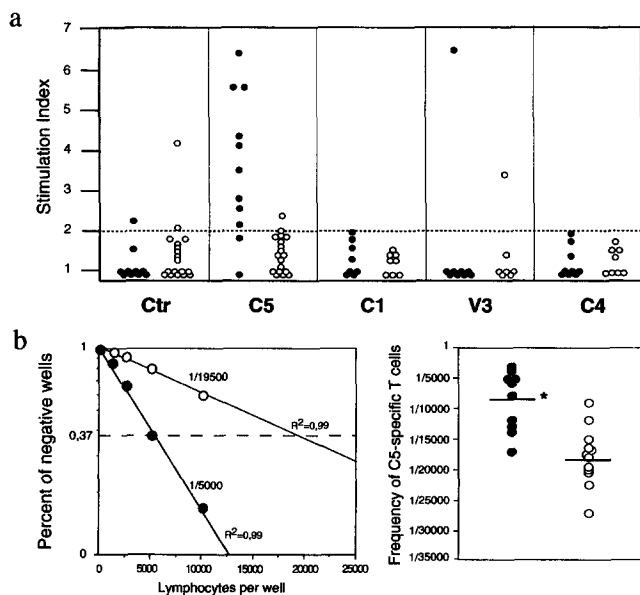 a
Stimulation Index
7
6
5
4
3
2
1
Ctr
C5
C1
V3
C4
b
Percent of negative wells
1
0,37
0
1/19500
R²=0,99
1/5000
R²=0,99
0
5000
10000
15000
20000
25000
Lymphocytes per well
Frequency of C5-specific T cells
1
1/5000
1/10000
1/15000
1/20000
1/25000
1/30000
1/35000
*